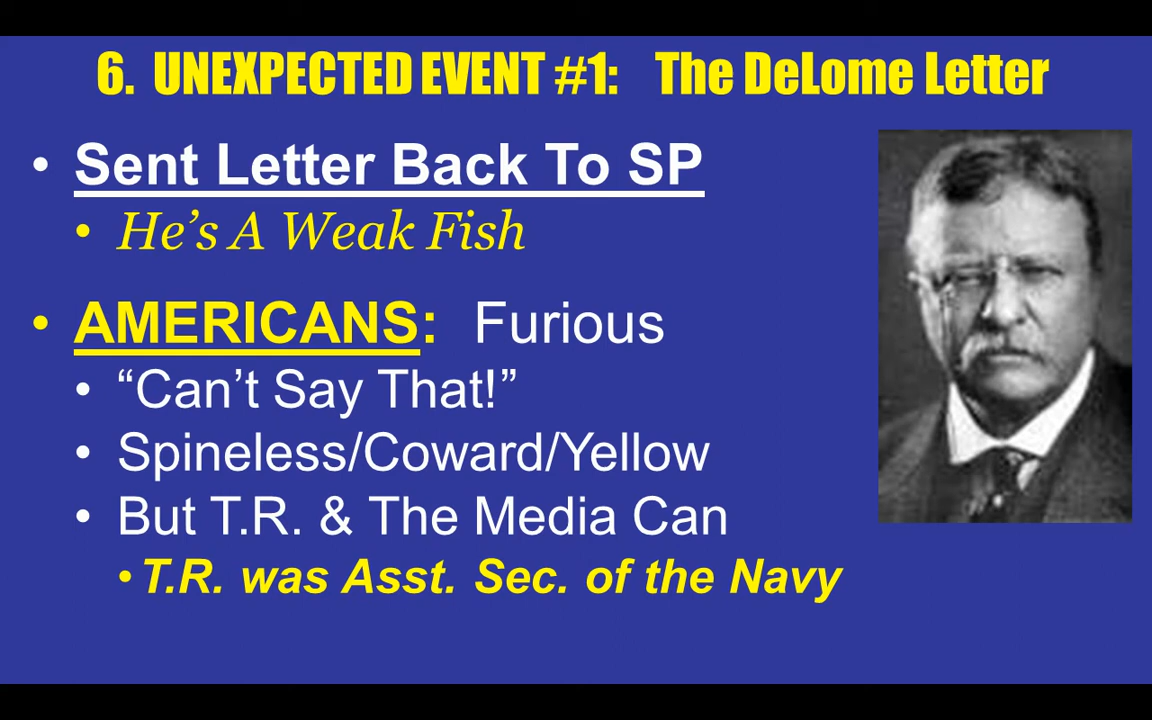 6. UNEXPECTED EVENT #1: The DeLome Letter
• Sent Letter Back To SP
• He’s A Weak Fish
• AMERICANS: Furious
• “Can’t Say That!”
• Spineless/Coward/Yellow
• But T.R. & The Media Can
• T.R. was Asst. Sec. of the Navy